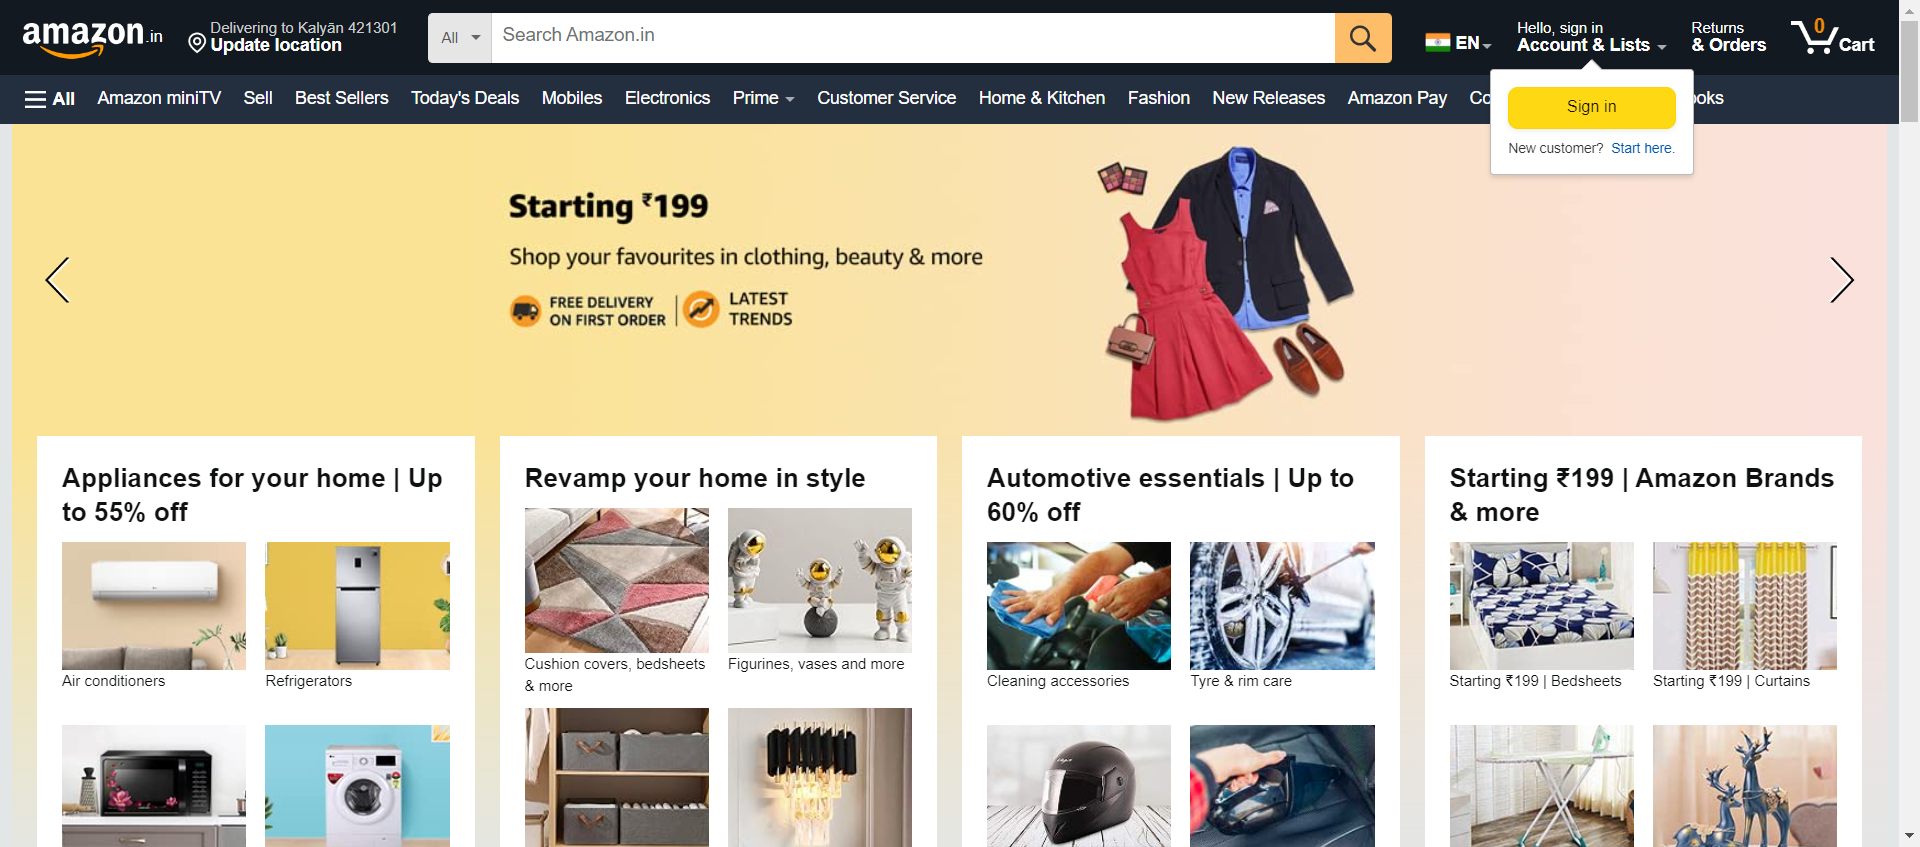 amazon.in
Delivering to Kalyān 421301
Update location
All
Search Amazon.in
EN
Hello, sign in
Account & Lists
Returns
& Orders
0
Cart
All
Amazon miniTV
Sell
Best Sellers
Today's Deals
Mobiles
Electronics
Prime
Customer Service
Home & Kitchen
Fashion
New Releases
Amazon Pay
Co
ooks
Sign in
New customer? Start here.
Starting ₹199
Shop your favourites in clothing, beauty & more
FREE DELIVERY
ON FIRST ORDER
LATEST
TRENDS
Appliances for your home | Up
to 55% off
Air conditioners
Refrigerators
Revamp your home in style
Cushion covers, bedsheets
& more
Figurines, vases and more
Automotive essentials | Up to
60% off
Cleaning accessories
Tyre & rim care
Starting ₹199 | Amazon Brands
& more
Starting ₹199 | Bedsheets
Starting ₹199 | Curtains